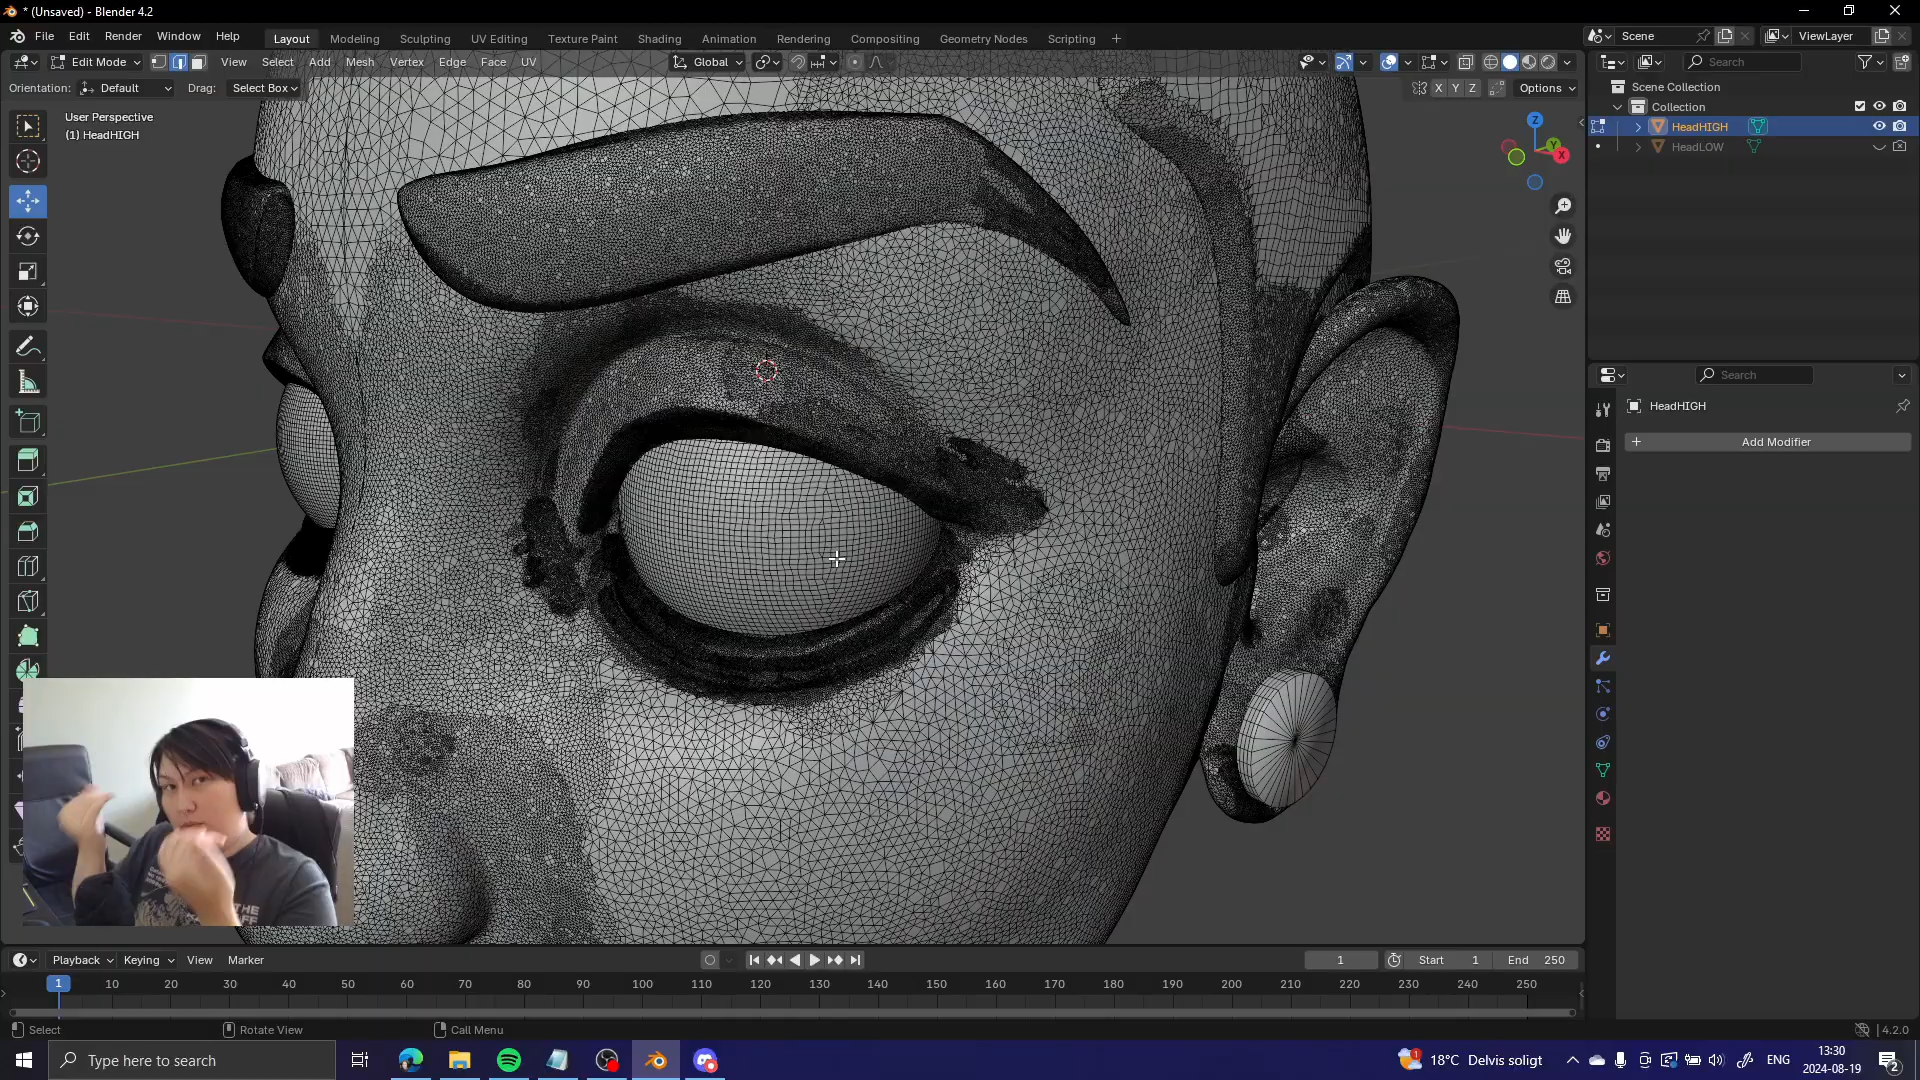 * (Unsaved) - Blender 4.2
File Edit Render Window Help
Layout Modeling Sculpting UV Editing Texture Paint Shading Animation Rendering Compositing Geometry Nodes Scripting +
Scene
ViewLayer
Edit Mode View Select Add Mesh Vertex Edge Face UV
Global
Orientation: Default Drag: Select Box
X Y Z Options
User Perspective
(1) HeadHIGH
Z
Y
X
Search
Scene Collection
Collection
HeadHIGH
HeadLOW
Search
HeadHIGH
+ Add Modifier
THE
Playback Keying View Marker
1 Start 1 End 250
1 10 20 30 40 50 60 70 80 90 100 110 120 130 140 150 160 170 180 190 200 210 220 230 240 250
Select Rotate View Call Menu
4.2.0
Type here to search
1 18°C Delvis soligt
ENG
13:30
2024-08-19
2